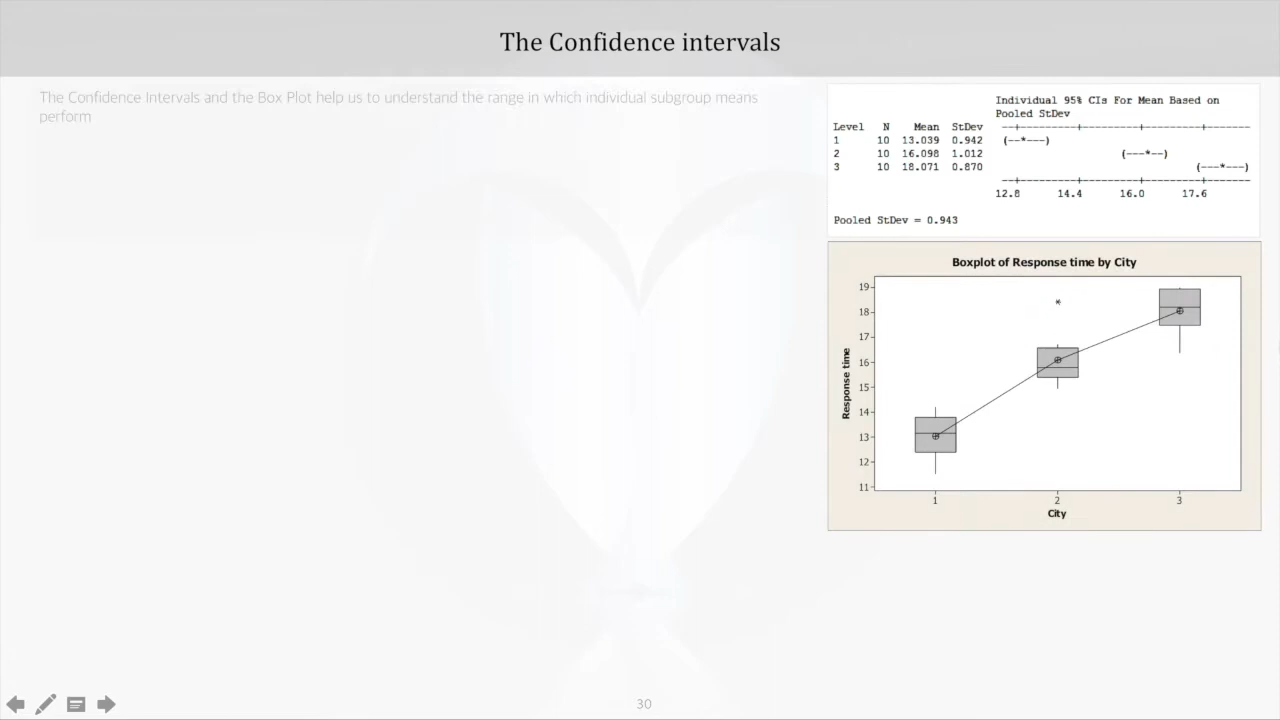 The Confidence intervals
The Confidence Intervals and the Box Plot help us to understand the range in which individual subgroup means
perform
Individual 95% CIs For Mean Based on
Pooled StDev
Level N Mean StDev --+---------+---------+---------+-------
1 10 13.039 0.942 (--*---)
2 10 16.098 1.012 (---*--)
3 10 18.071 0.870 (---*---)
--+---------+---------+---------+-------
12.8 14.4 16.0 17.6
Pooled StDev = 0.943
Boxplot of Response time by City
19
18
17
16
15
14
13
12
11
Response time
*
1 2 3
City
30